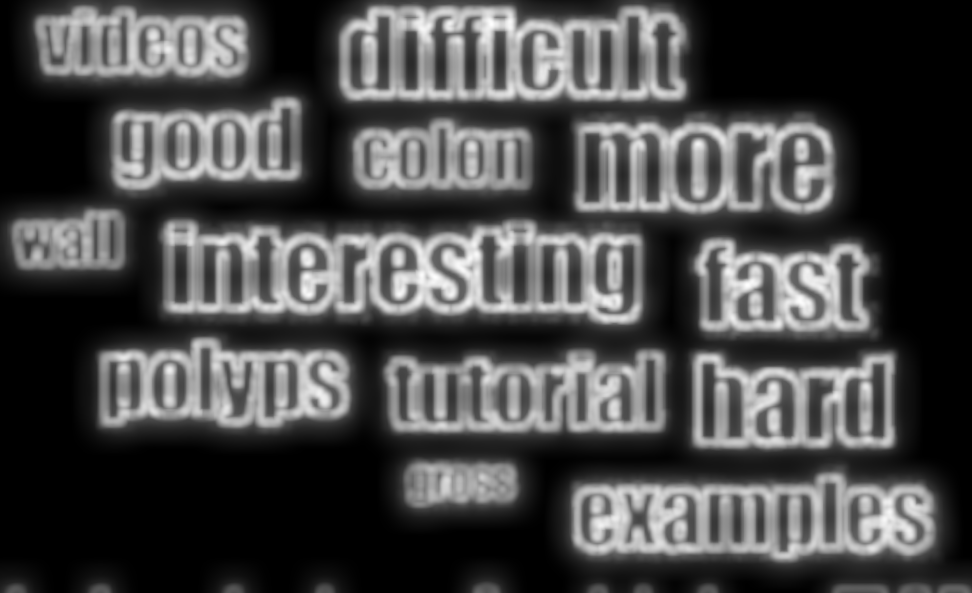 videos difficult
good colon more
wall interesting fast
polyps tutorial hard
gross examples